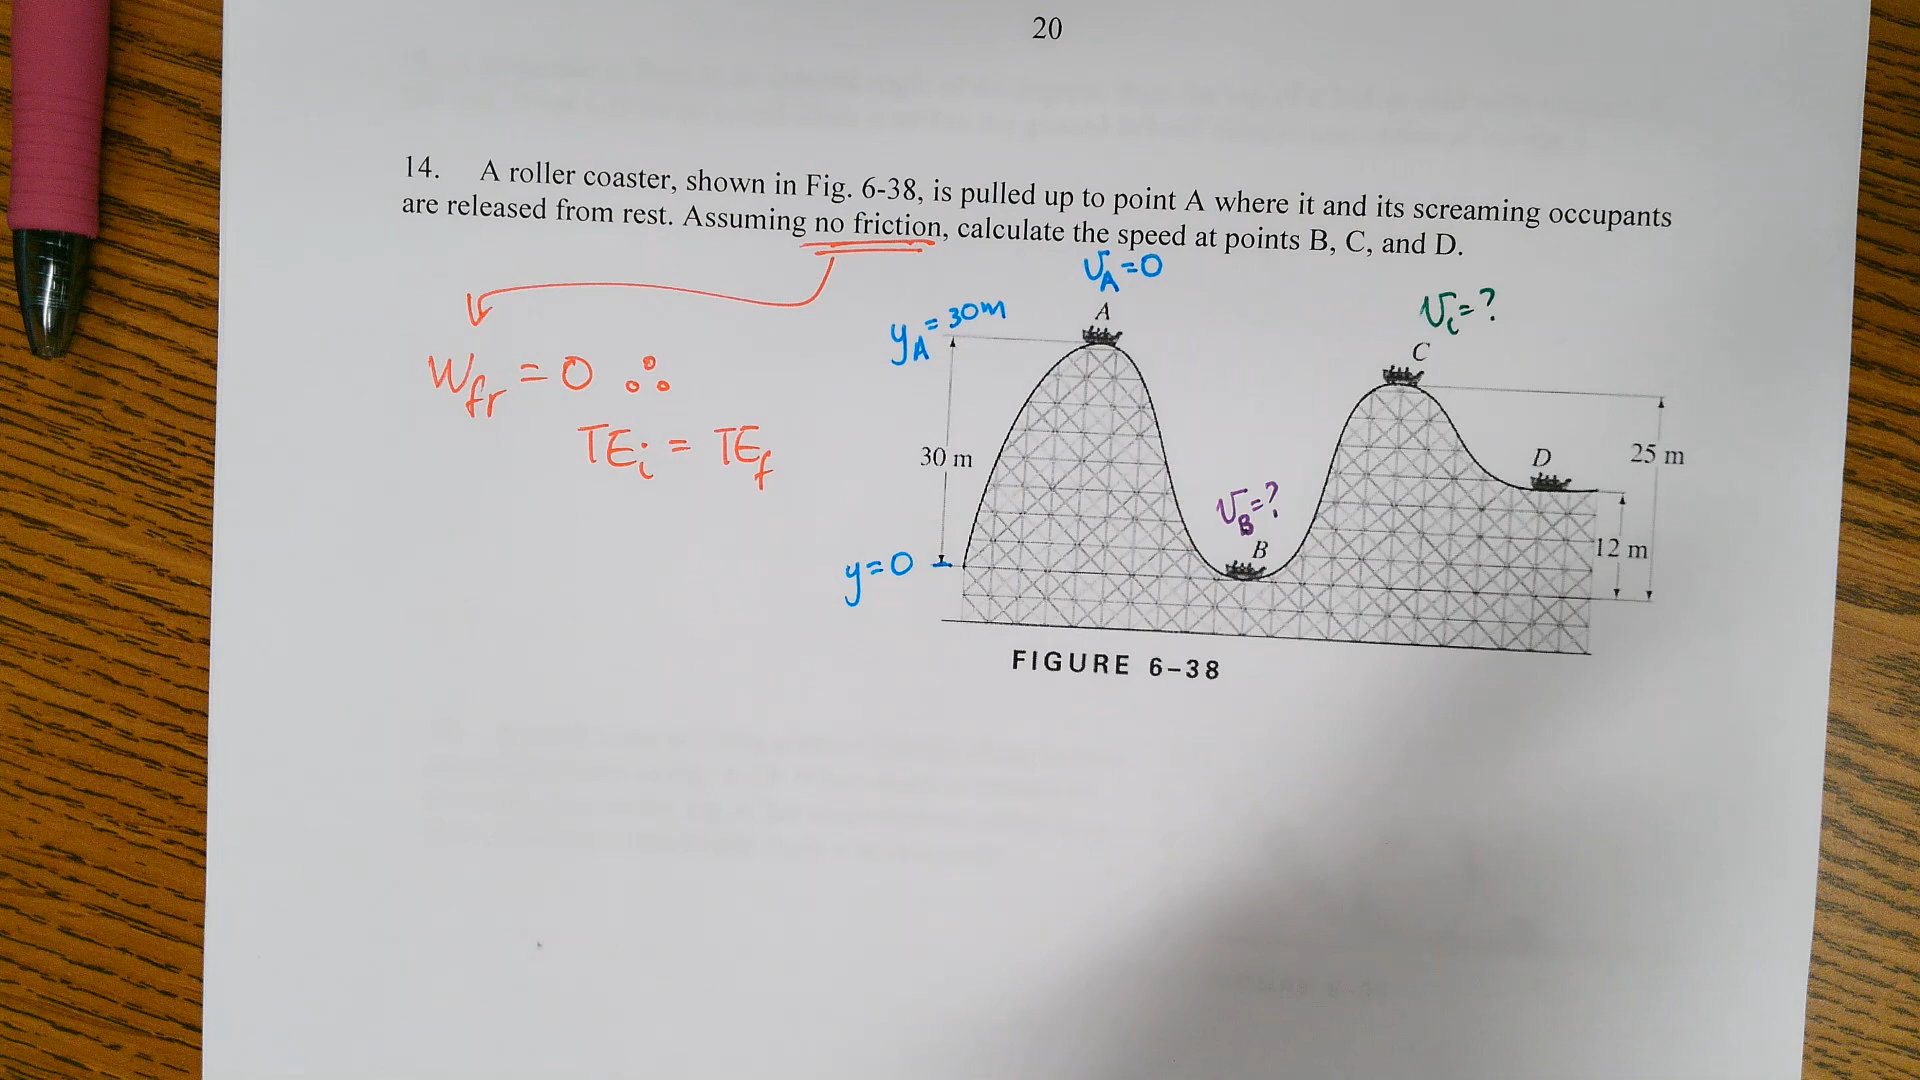 20
14. A roller coaster, shown in Fig. 6-38, is pulled up to point A where it and its screaming occupants
are released from rest. Assuming no friction, calculate the speed at points B, C, and D.
v_A = 0
y_A = 30m
A
v_C = ?
C
W_fr = 0 ∴
TE_i = TE_f
30 m
D
25 m
v_B = ?
B
12 m
y = 0
FIGURE 6-38